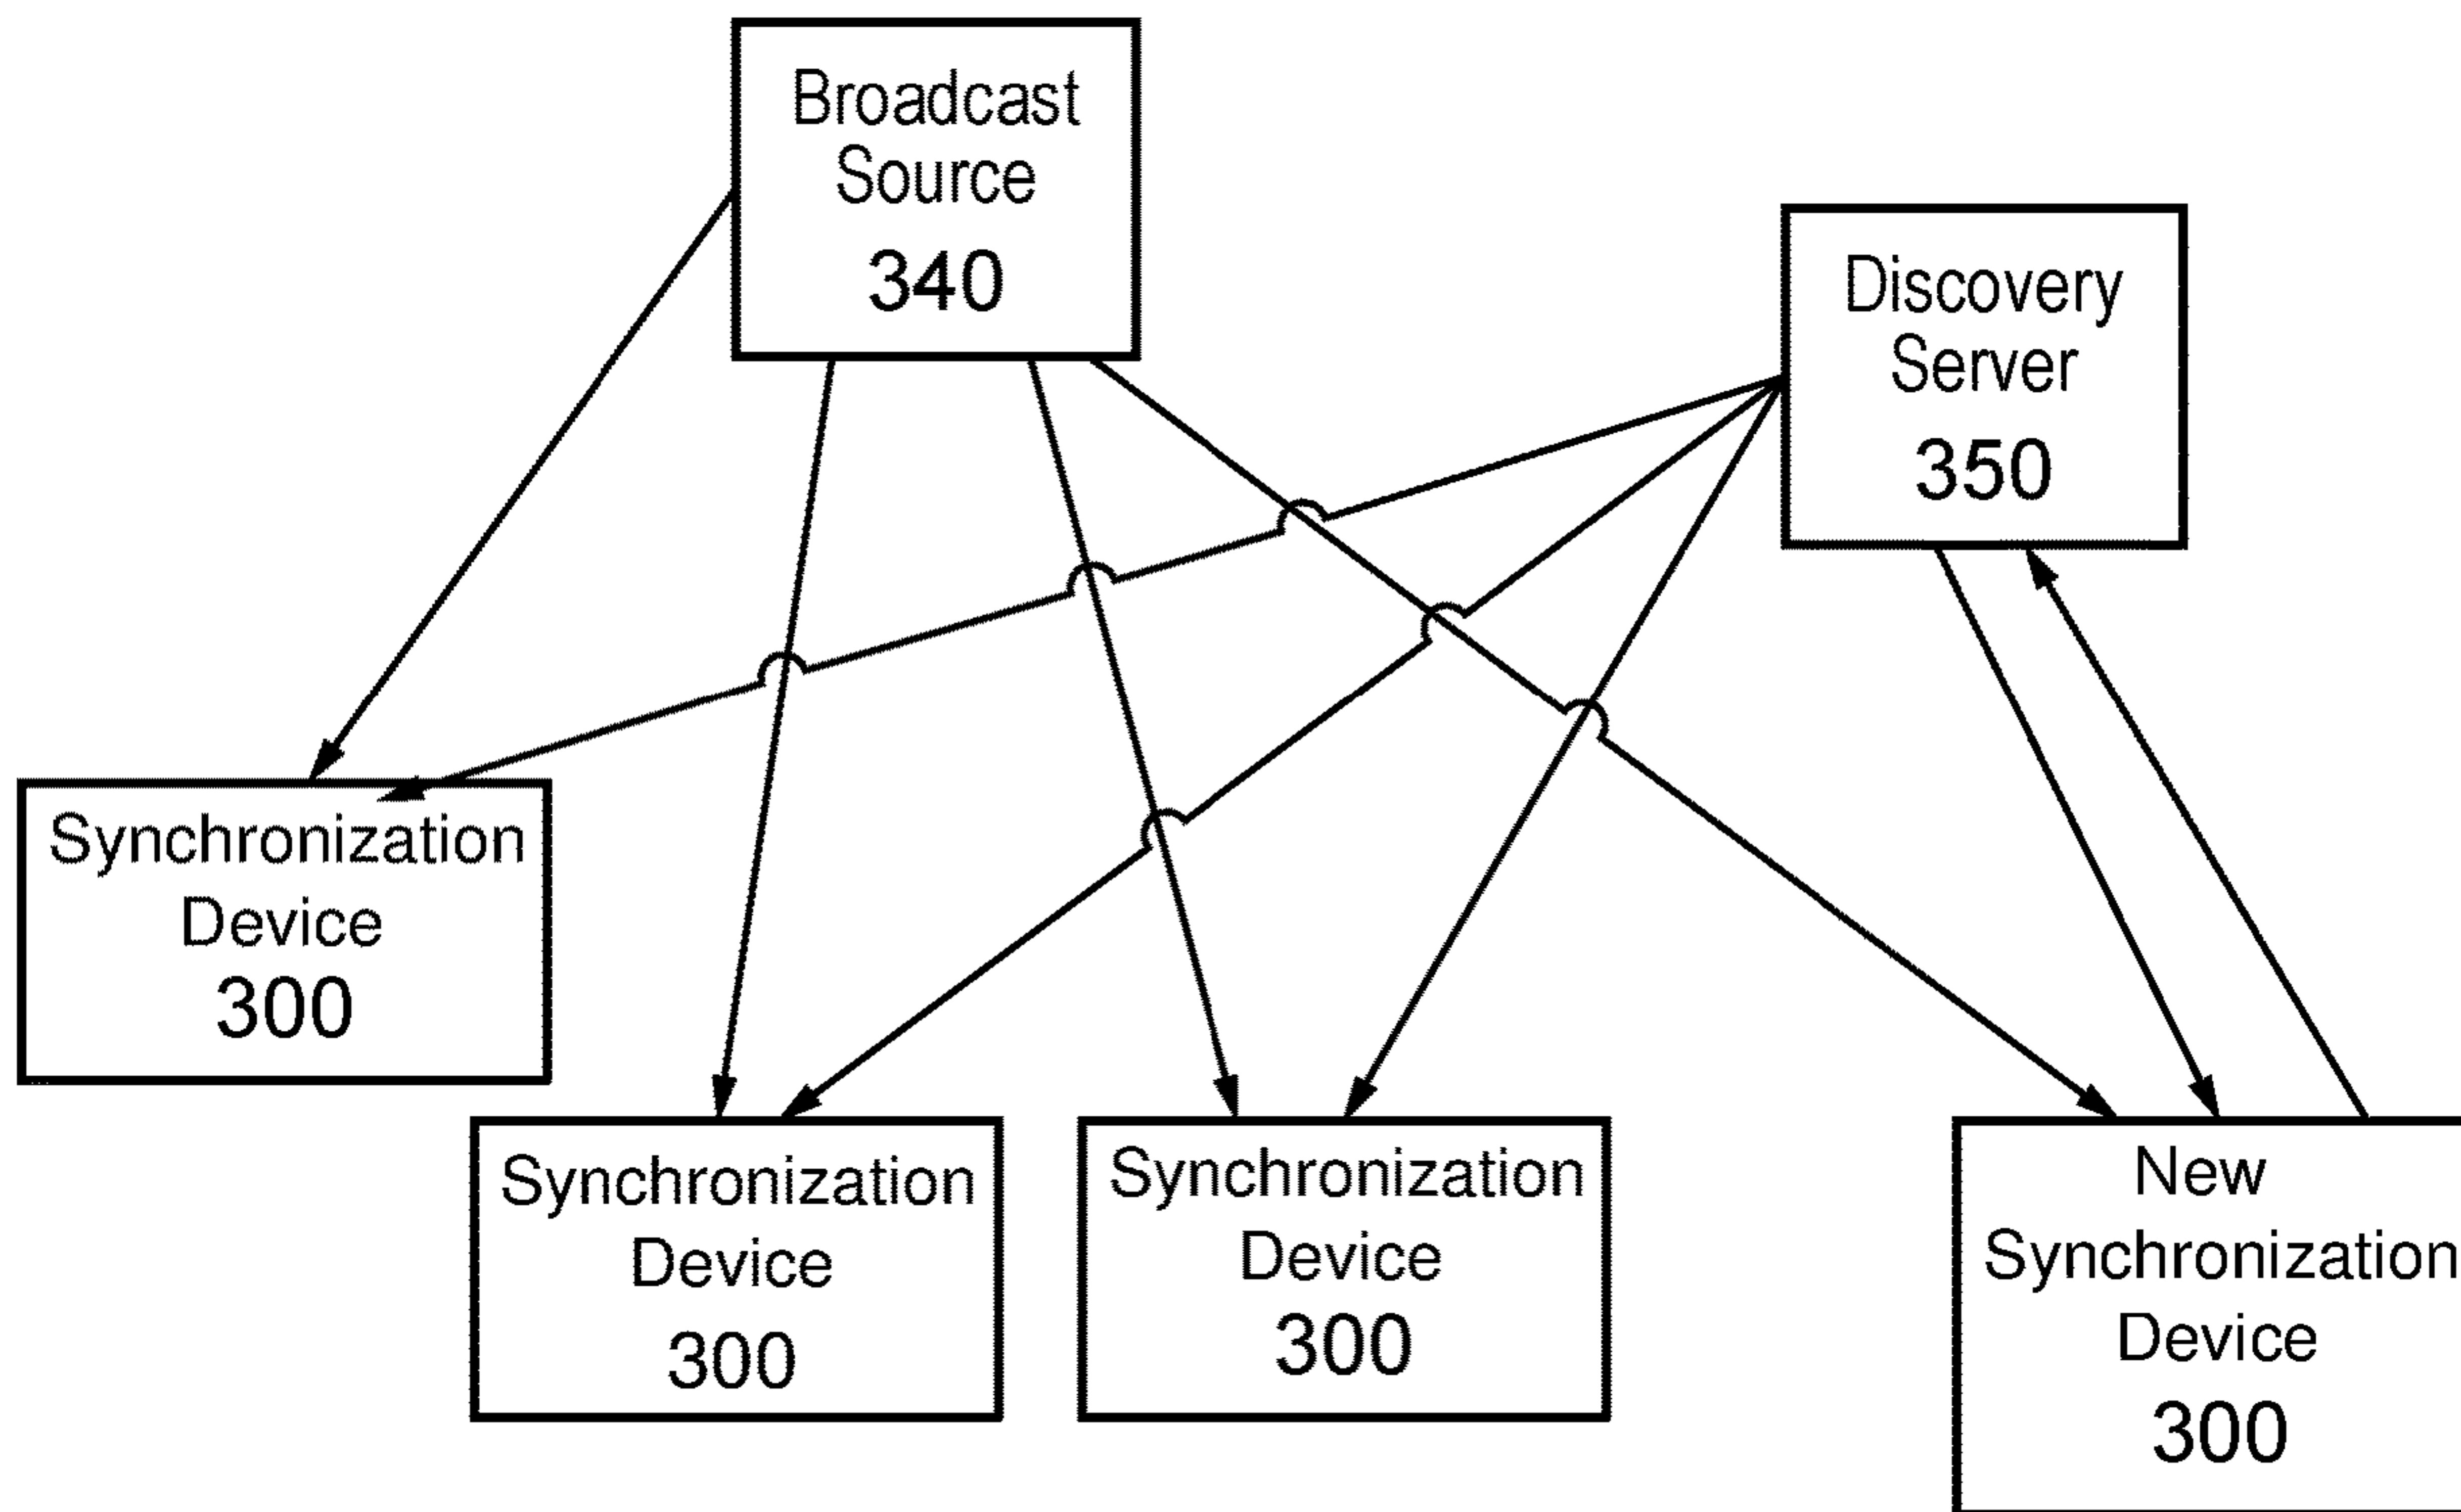 Broadcast
Source
340
Discovery
Server
350
Synchronization
Device
300
Synchronization
Device
300
Synchronization
Device
300
New
Synchronization
Device
300